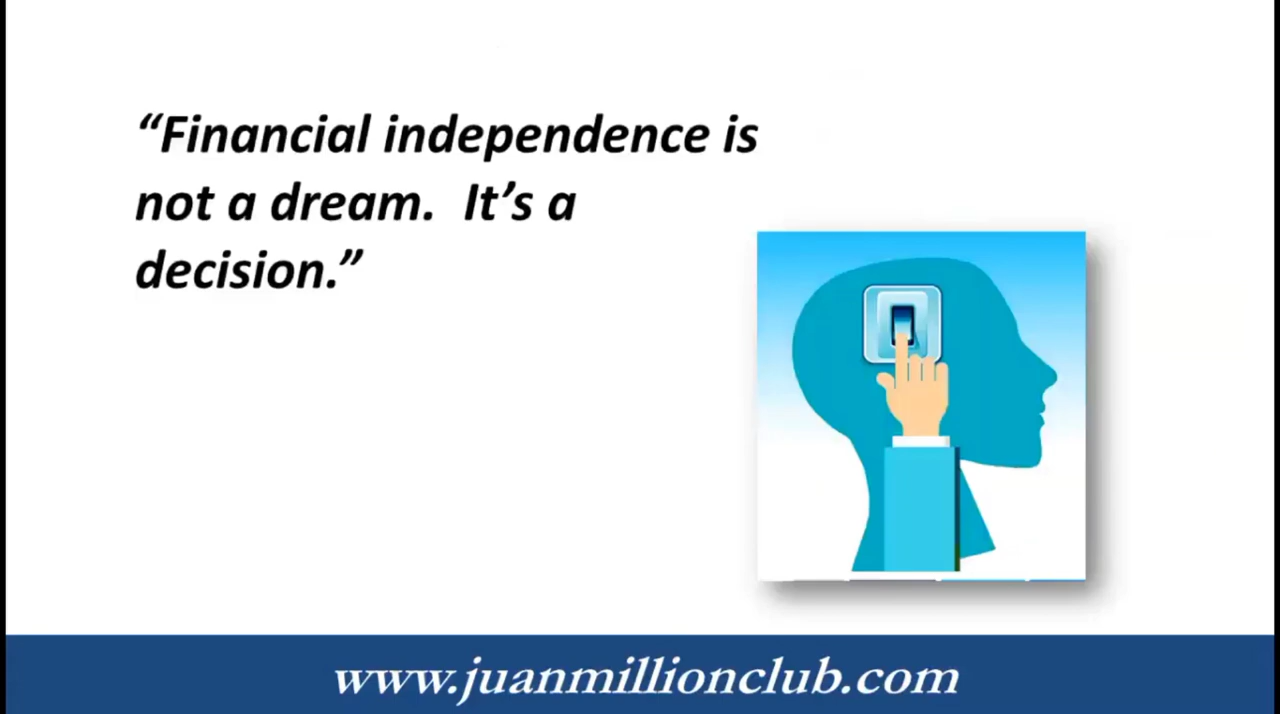 “Financial independence is
not a dream.  It’s a
decision.”
www.juanmillionclub.com